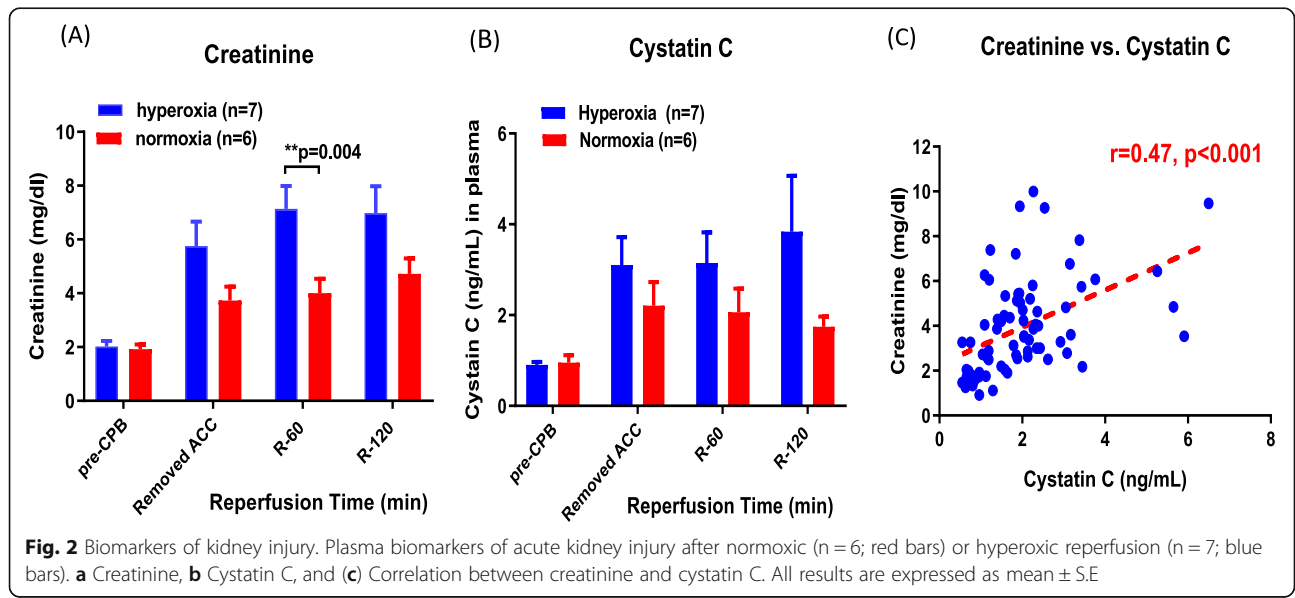 (A)
Creatinine
hyperoxia (n=7)
normoxia (n=6)
**p=0.004
Creatinine (mg/dl)
10
8
6
4
2
0
pre-CPB
Removed ACC
R-60
R-120
Reperfusion Time (min)
(B)
Cystatin C
Hyperoxia (n=7)
Normoxia (n=6)
Cystain C (ng/mL) in plasma
6
4
2
0
pre-CPB
Removed ACC
R-60
R-120
Reperfusion Time (min)
(C)
Creatinine vs. Cystatin C
r=0.47, p<0.001
Creatinine (mg/dl)
12
10
8
6
4
2
0
0 2 4 6 8
Cystatin C (ng/mL)
Fig. 2 Biomarkers of kidney injury. Plasma biomarkers of acute kidney injury after normoxic (n = 6; red bars) or hyperoxic reperfusion (n = 7; blue
bars). a Creatinine, b Cystatin C, and (c) Correlation between creatinine and cystatin C. All results are expressed as mean ± S.E